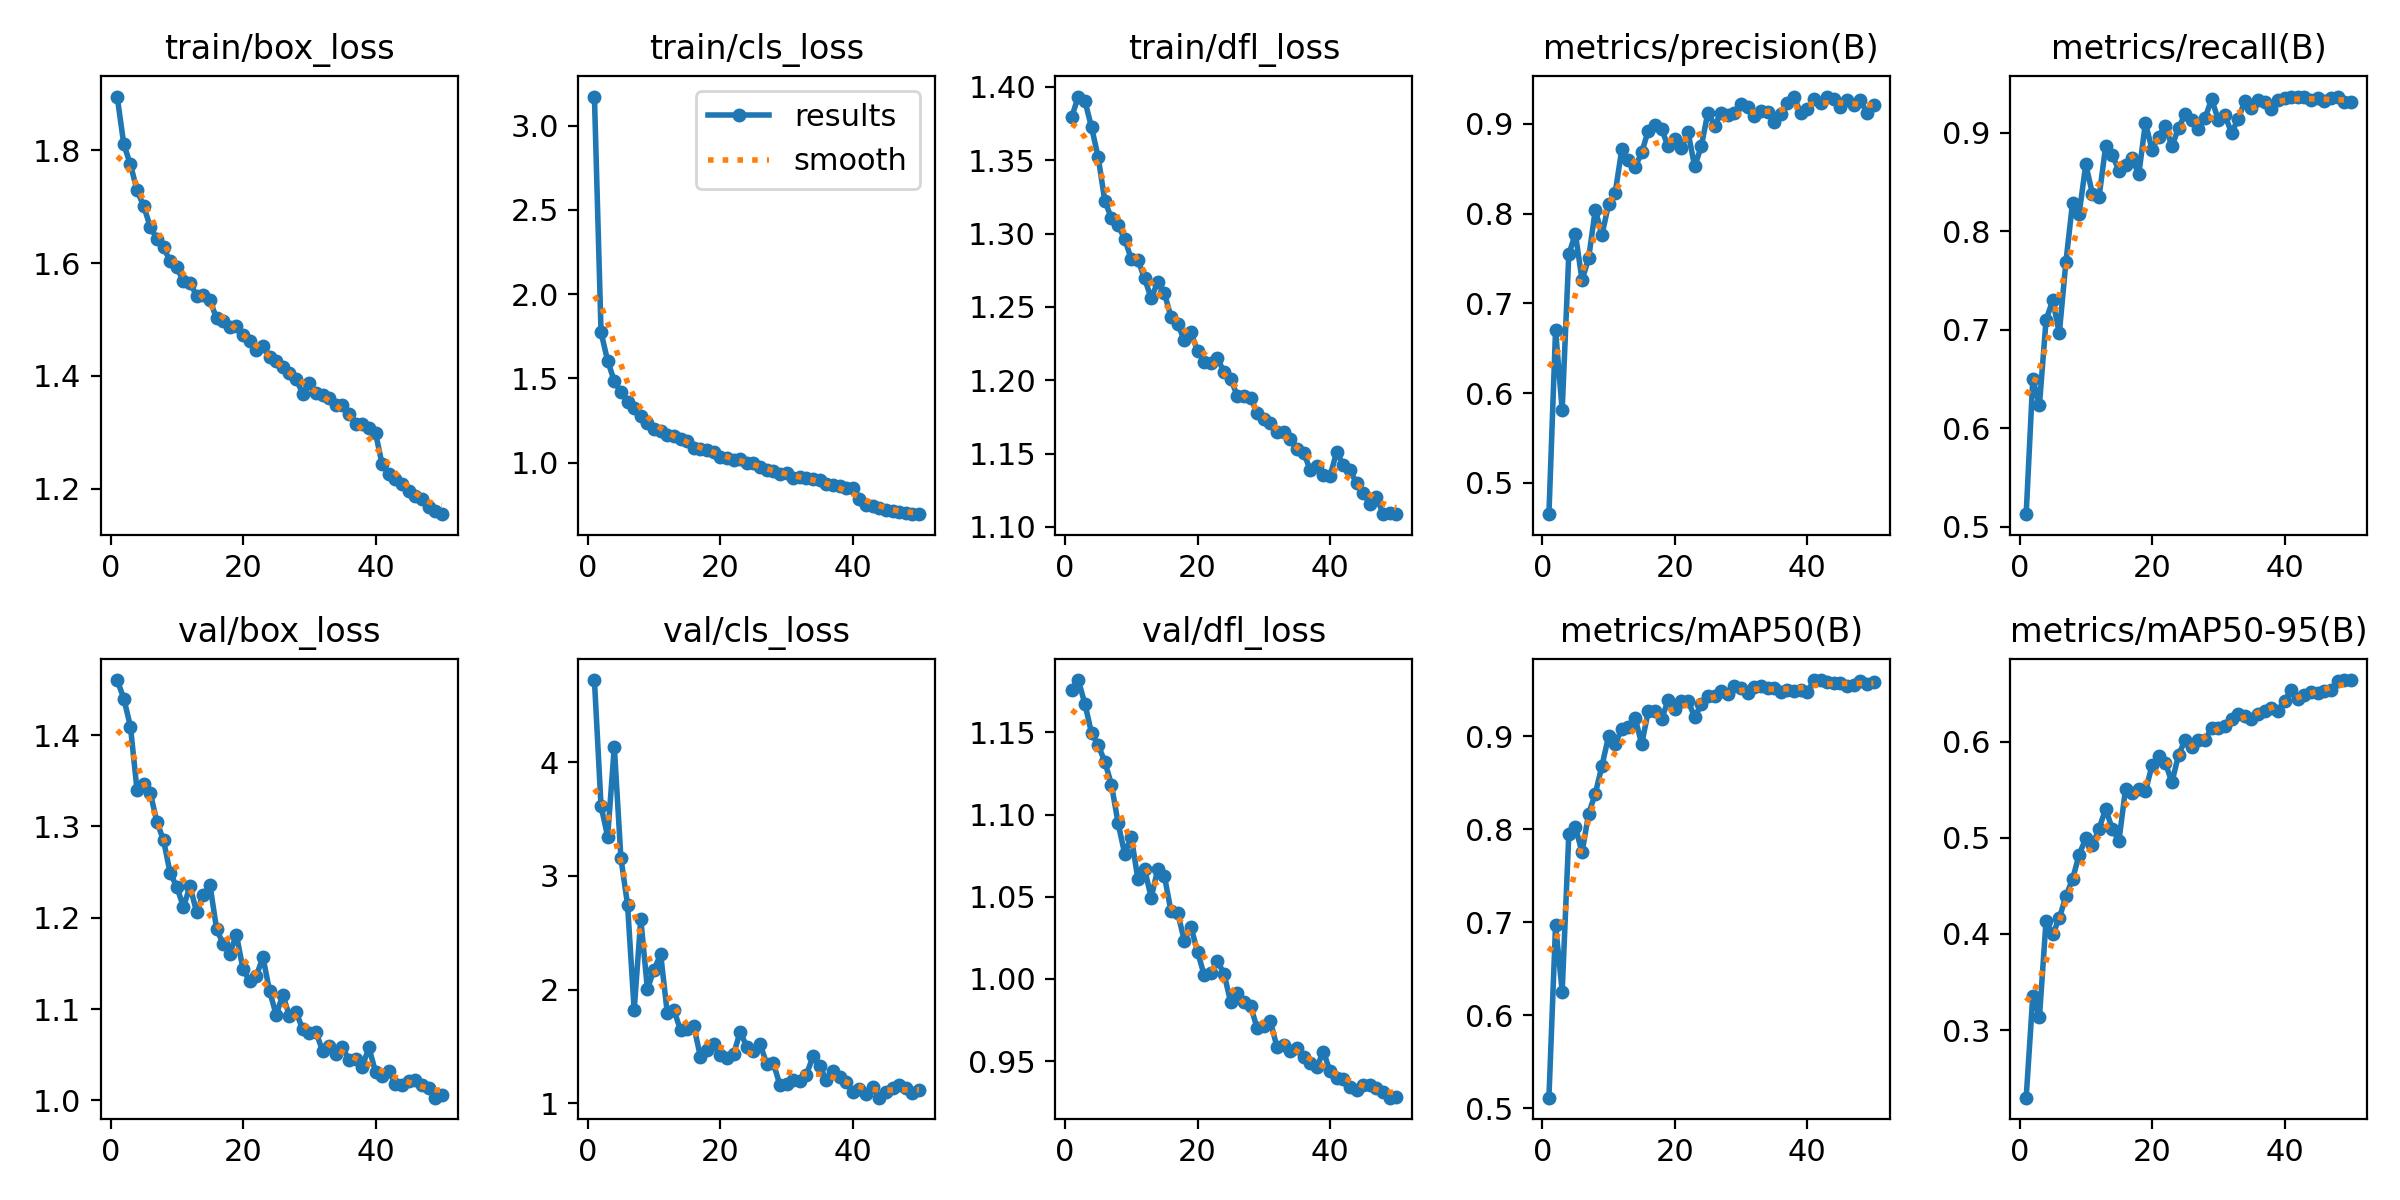 train/box_loss
1.8
1.6
1.4
1.2
0 20 40
train/cls_loss
results
smooth
3.0
2.5
2.0
1.5
1.0
0 20 40
train/dfl_loss
1.40
1.35
1.30
1.25
1.20
1.15
1.10
0 20 40
metrics/precision(B)
0.9
0.8
0.7
0.6
0.5
0 20 40
metrics/recall(B)
0.9
0.8
0.7
0.6
0.5
0 20 40
val/box_loss
1.4
1.3
1.2
1.1
1.0
0 20 40
val/cls_loss
4
3
2
1
0 20 40
val/dfl_loss
1.15
1.10
1.05
1.00
0.95
0 20 40
metrics/mAP50(B)
0.9
0.8
0.7
0.6
0.5
0 20 40
metrics/mAP50-95(B)
0.6
0.5
0.4
0.3
0 20 40